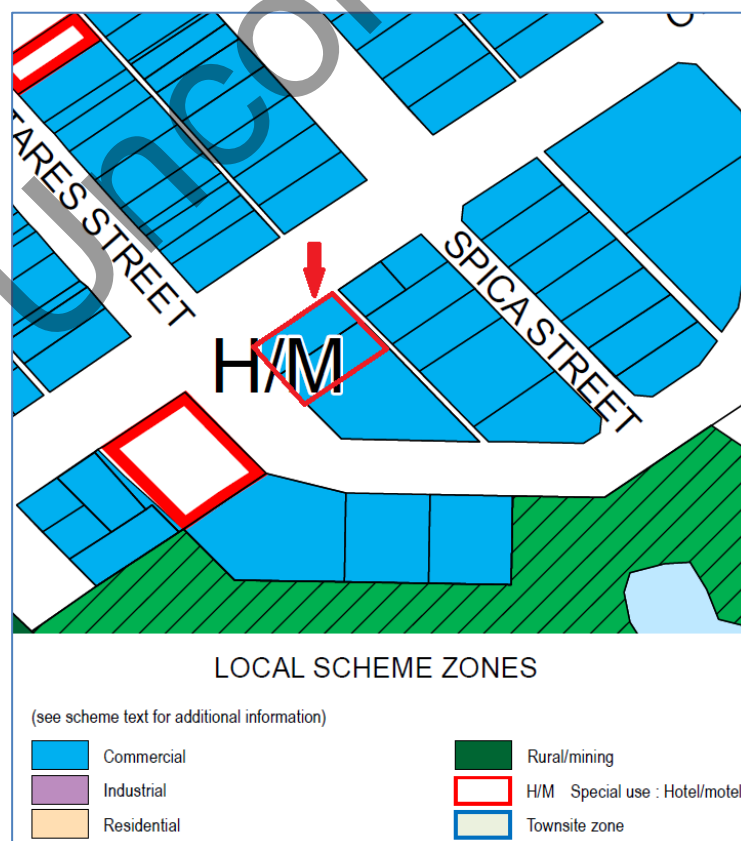 Uncon
TARES STREET
SPICA STREET
H/M
LOCAL SCHEME ZONES
(see scheme text for additional information)
Commercial
Industrial
Residential
Rural/mining
H/M Special use : Hotel/motel
Townsite zone